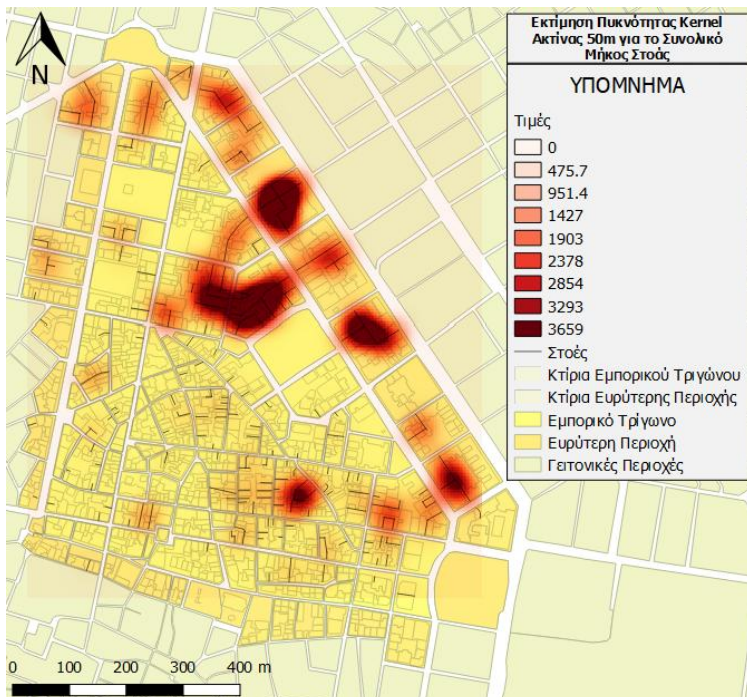 Εκτίμηση Πυκνότητας Kernel
Ακτίνας 50m για το Συνολικό
Μήκος Στοάς
ΥΠΟΜΝΗΜΑ
Τιμές
0
475.7
951.4
1427
1903
2378
2854
3293
3659
Στοές
Κτίρια Εμπορικού Τριγώνου
Κτίρια Ευρύτερης Περιοχής
Εμπορικό Τρίγωνο
Ευρύτερη Περιοχή
Γειτονικές Περιοχές
N
0 100 200 300 400 m